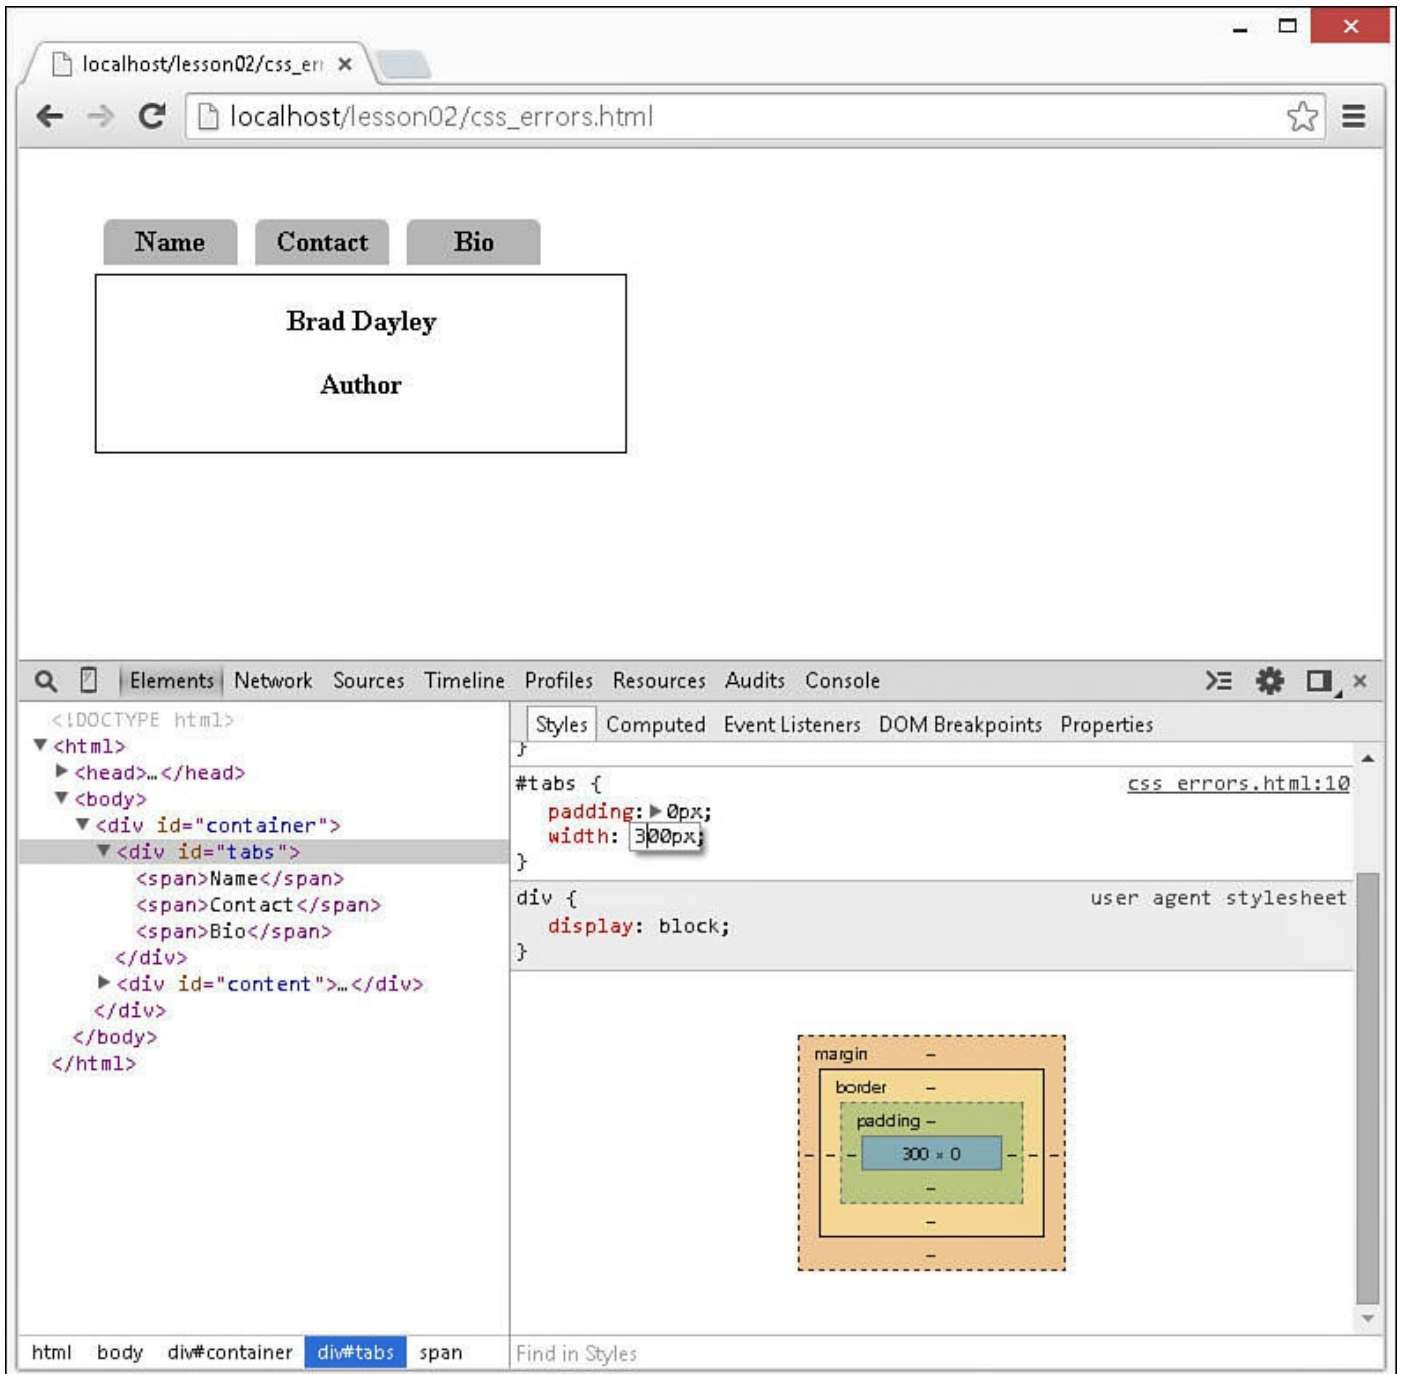 localhost/lesson02/css_err
localhost/lesson02/css_errors.html
Name Contact Bio
Brad Dayley
Author
Elements Network Sources Timeline Profiles Resources Audits Console
<!DOCTYPE html>
<html>
<head>…</head>
<body>
<div id="container">
<div id="tabs">
<span>Name</span>
<span>Contact</span>
<span>Bio</span>
</div>
<div id="content">…</div>
</div>
</body>
</html>
html body div#container div#tabs span
Styles Computed Event Listeners DOM Breakpoints Properties
}
#tabs { css_errors.html:10
padding: 0px;
width: 300px;
}
div { user agent stylesheet
display: block;
}
margin –
border –
padding –
– – – 300 × 0 – – –
–
–
–
Find in Styles